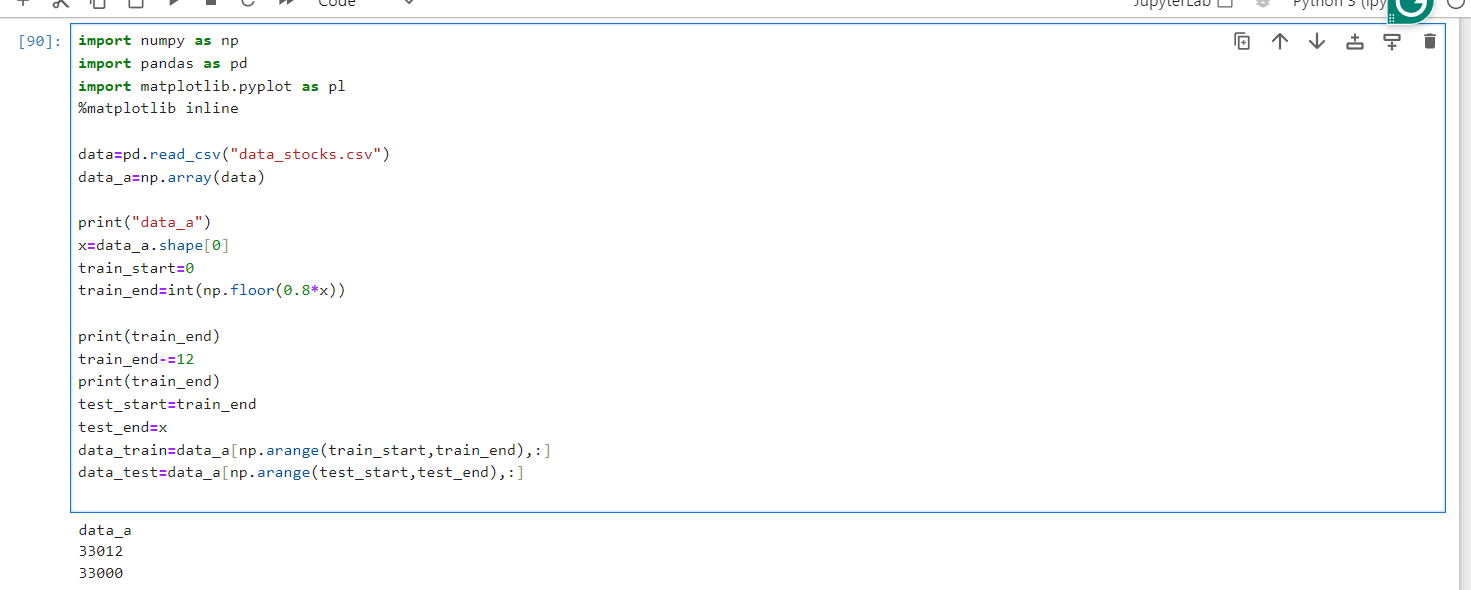 Code
JupyterLab
Python 3 (ipy
[90]:
import numpy as np
import pandas as pd
import matplotlib.pyplot as pl
%matplotlib inline
data=pd.read_csv("data_stocks.csv")
data_a=np.array(data)
print("data_a")
x=data_a.shape[0]
train_start=0
train_end=int(np.floor(0.8*x))
print(train_end)
train_end-=12
print(train_end)
test_start=train_end
test_end=x
data_train=data_a[np.arange(train_start,train_end),:]
data_test=data_a[np.arange(test_start,test_end),:]
data_a
33012
33000